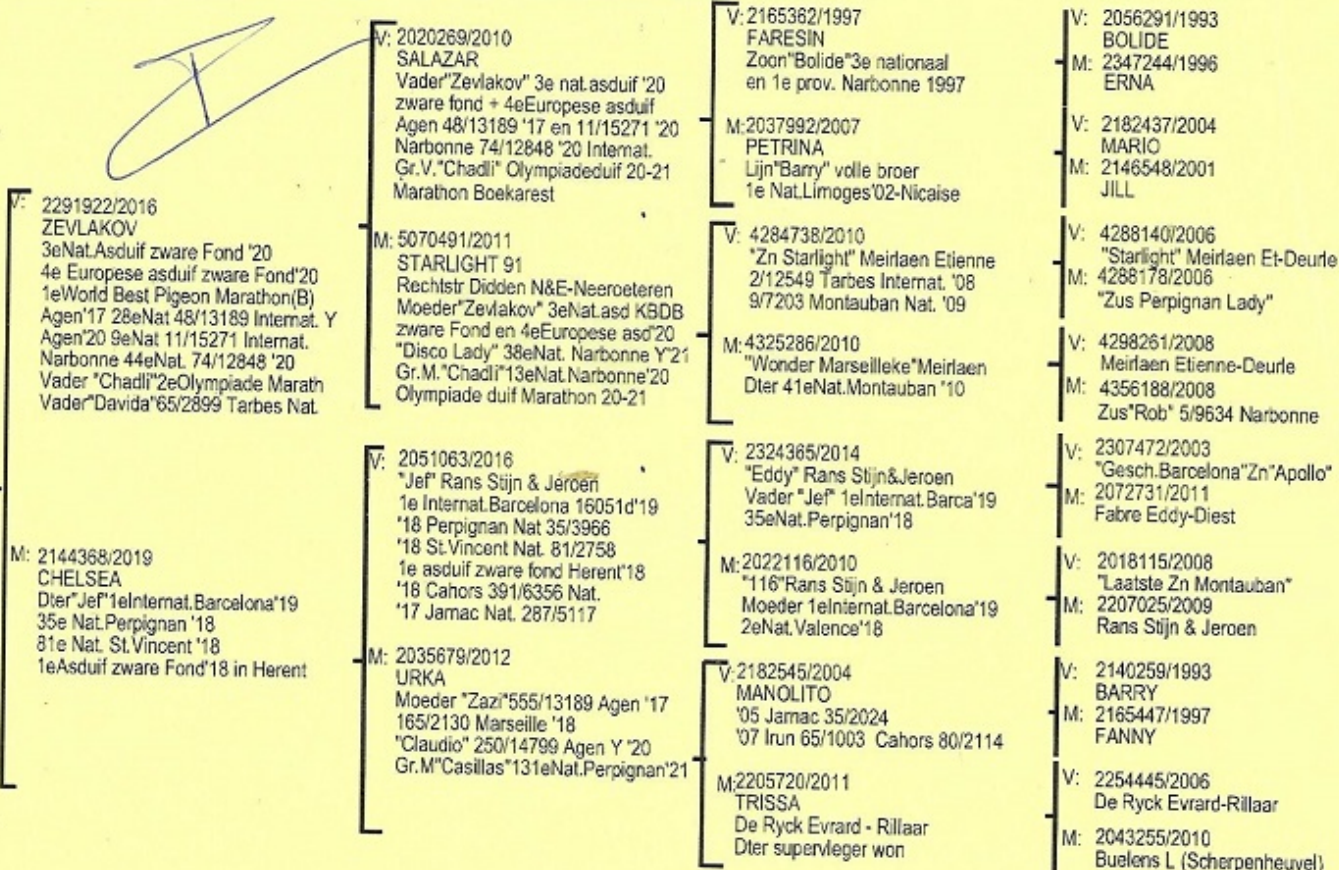 V: 2291922/2016
ZEVLAKOV
3eNat.Asduif zware Fond '20
4e Europese asduif zware Fond'20
1eWorld Best Pigeon Marathon(B)
Agen'17 28eNat 48/13189 Internat. Y
Agen'20 9eNat 11/15271 Internat.
Narbonne 44eNat. 74/12848 '20
Vader "Chadli"2eOlympiade Marath
Vader"Davida"65/2899 Tarbes Nat.
M: 2144368/2019
CHELSEA
Dter"Jef"1eInternat.Barcelona'19
35e Nat.Perpignan '18
81e Nat. St.Vincent '18
1eAsduif zware Fond'18 in Herent
V: 2020269/2010
SALAZAR
Vader"Zevlakov" 3e nat.asduif '20
zware fond + 4eEuropese asduif
Agen 48/13189 '17 en 11/15271 '20
Narbonne 74/12848 '20 Internat.
Gr.V."Chadli" Olympiadeduif 20-21
Marathon Boekarest
M: 5070491/2011
STARLIGHT 91
Rechtstr Didden N&E-Neeroeteren
Moeder"Zevlakov" 3eNat.asd KBDB
zware Fond en 4eEuropese asd'20
"Disco Lady" 38eNat. Narbonne Y'21
Gr.M."Chadli"13eNat.Narbonne'20
Olympiade duif Marathon 20-21
V: 2051063/2016
"Jef" Rans Stijn & Jeroen
1e Internat.Barcelona 16051d'19
'18 Perpignan Nat 35/3966
'18 St.Vincent Nat. 81/2758
1e asduif zware fond Herent'18
'18 Cahors 391/6356 Nat.
'17 Jarnac Nat. 287/5117
M: 2035679/2012
URKA
Moeder "Zazi"555/13189 Agen '17
165/2130 Marseille '18
"Claudio" 250/14799 Agen Y '20
Gr.M"Casillas"131eNat.Perpignan'21
V: 2165362/1997
FARESIN
Zoon"Bolide"3e nationaal
en 1e prov. Narbonne 1997
M:2037992/2007
PETRINA
Lijn"Barry" volle broer
1e Nat.Limoges'02-Nicaise
V: 4284738/2010
"Zn Starlight" Meirlaen Etienne
2/12549 Tarbes Internat. '08
9/7203 Montauban Nat. '09
M:4325286/2010
"Wonder Marseilleke"Meirlaen
Dter 41eNat.Montauban '10
V: 2324365/2014
"Eddy" Rans Stijn&Jeroen
Vader "Jef" 1eInternat.Barca'19
35eNat.Perpignan'18
M:2022116/2010
"116"Rans Stijn & Jeroen
Moeder 1eInternat.Barcelona'19
2eNat.Valence'18
V:2182545/2004
MANOLITO
'05 Jarnac 35/2024
'07 Irun 65/1003 Cahors 80/2114
M:2205720/2011
TRISSA
De Ryck Evrard - Rillaar
Dter supervleger won
V: 2056291/1993
BOLIDE
M: 2347244/1996
ERNA
V: 2182437/2004
MARIO
M: 2146548/2001
JILL
V: 4288140/2006
"Starlight" Meirlaen Et-Deurle
M: 4288178/2006
"Zus Perpignan Lady"
V: 4298261/2008
Meirlaen Etienne-Deurle
M: 4356188/2008
Zus"Rob" 5/9634 Narbonne
V: 2307472/2003
"Gesch.Barcelona"Zn"Apollo"
M: 2072731/2011
Fabre Eddy-Diest
V: 2018115/2008
"Laatste Zn Montauban"
M: 2207025/2009
Rans Stijn & Jeroen
V: 2140259/1993
BARRY
M: 2165447/1997
FANNY
V: 2254445/2006
De Ryck Evrard-Rillaar
M: 2043255/2010
Buelens L (Scherpenheuvel)